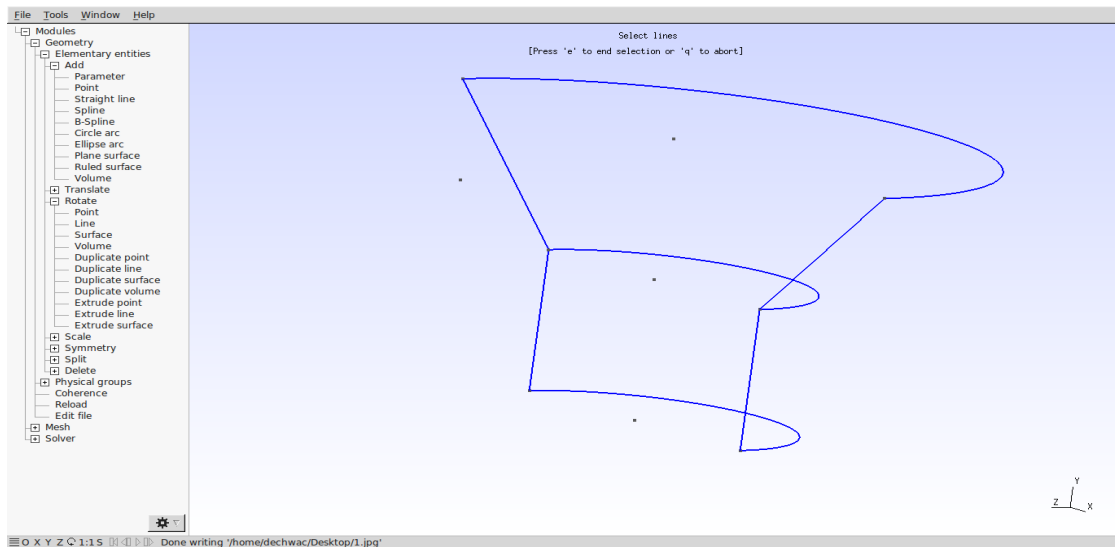 File Tools Window Help
Modules
Geometry
Elementary entities
Add
Parameter
Point
Straight line
Spline
B-Spline
Circle arc
Ellipse arc
Plane surface
Ruled surface
Volume
Translate
Rotate
Point
Line
Surface
Volume
Duplicate point
Duplicate line
Duplicate surface
Duplicate volume
Extrude point
Extrude line
Extrude surface
Scale
Symmetry
Split
Delete
Physical groups
Coherence
Reload
Edit file
Mesh
Solver
Select lines
[Press 'e' to end selection or 'q' to abort]
Y
Z X
O X Y Z 1:1 S Done writing '/home/dechwac/Desktop/1.jpg'